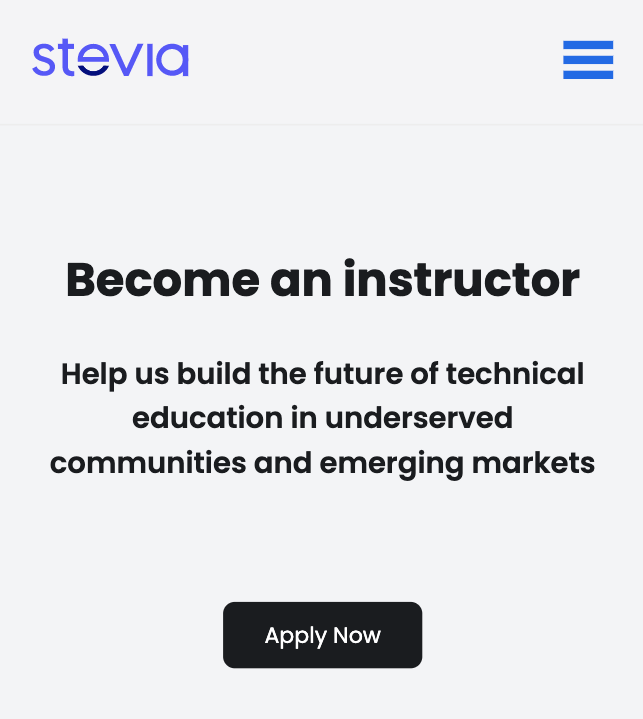 stevia
Become an instructor
Help us build the future of technical
education in underserved
communities and emerging markets
Apply Now